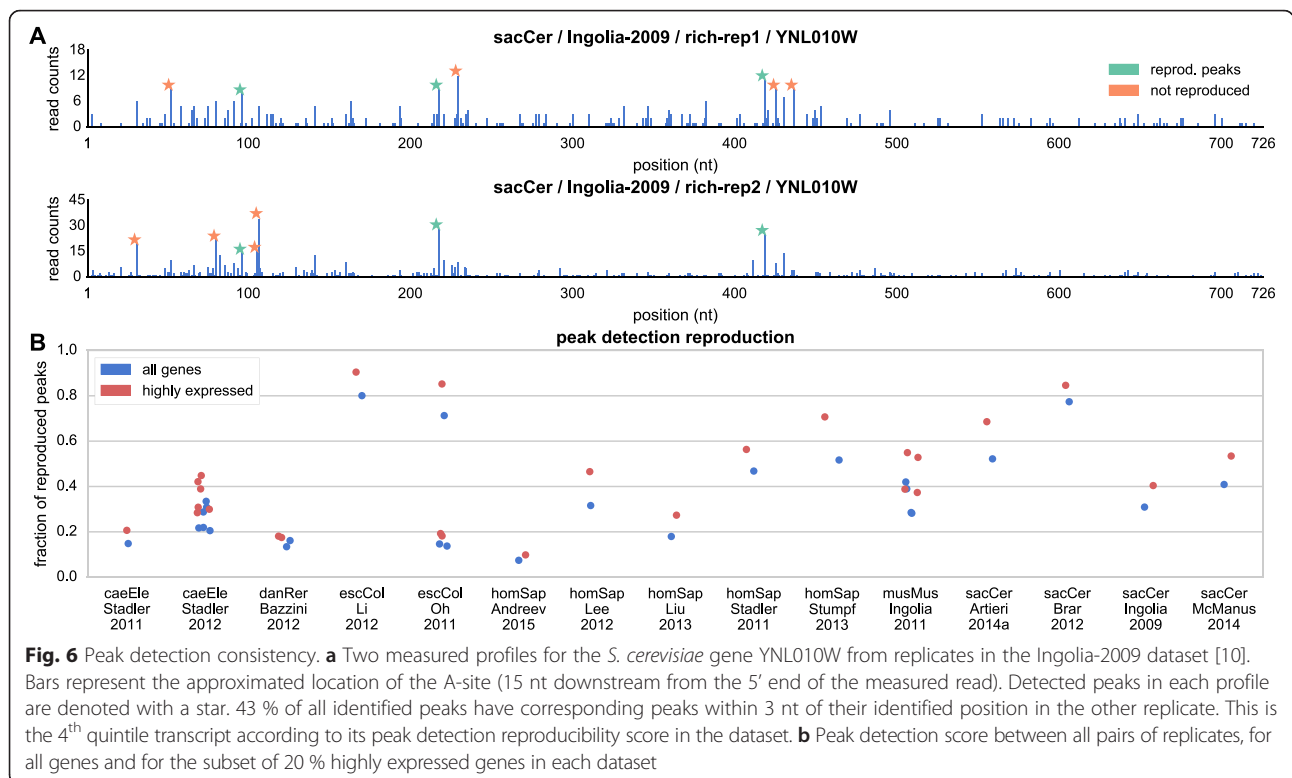 A
sacCer / Ingolia-2009 / rich-rep1 / YNL010W
read counts
18
12
6
0
reprod. peaks
not reproduced
1 100 200 300 400 500 600 700 726
position (nt)
sacCer / Ingolia-2009 / rich-rep2 / YNL010W
read counts
45
30
15
0
1 100 200 300 400 500 600 700 726
position (nt)
B
peak detection reproduction
fraction of reproduced peaks
1.0
0.8
0.6
0.4
0.2
0.0
all genes
highly expressed
caeEle caeEle danRer escCol escCol homSap homSap homSap homSap homSap musMus sacCer sacCer sacCer sacCer
Stadler Stadler Bazzini Li Oh Andreev Lee Liu Stadler Stumpf Ingolia Artieri Brar Ingolia McManus
2011 2012 2012 2012 2011 2015 2012 2013 2011 2013 2011 2014a 2012 2009 2014
Fig. 6 Peak detection consistency. a Two measured profiles for the S. cerevisiae gene YNL010W from replicates in the Ingolia-2009 dataset [10].
Bars represent the approximated location of the A-site (15 nt downstream from the 5′ end of the measured read). Detected peaks in each profile
are denoted with a star. 43 % of all identified peaks have corresponding peaks within 3 nt of their identified position in the other replicate. This is
the 4th quintile transcript according to its peak detection reproducibility score in the dataset. b Peak detection score between all pairs of replicates, for
all genes and for the subset of 20 % highly expressed genes in each dataset